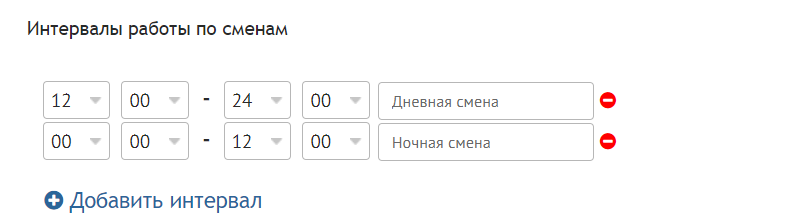 Интервалы работы по сменам
12 00 - 24 00 Дневная смена
00 00 - 12 00 Ночная смена
Добавить интервал